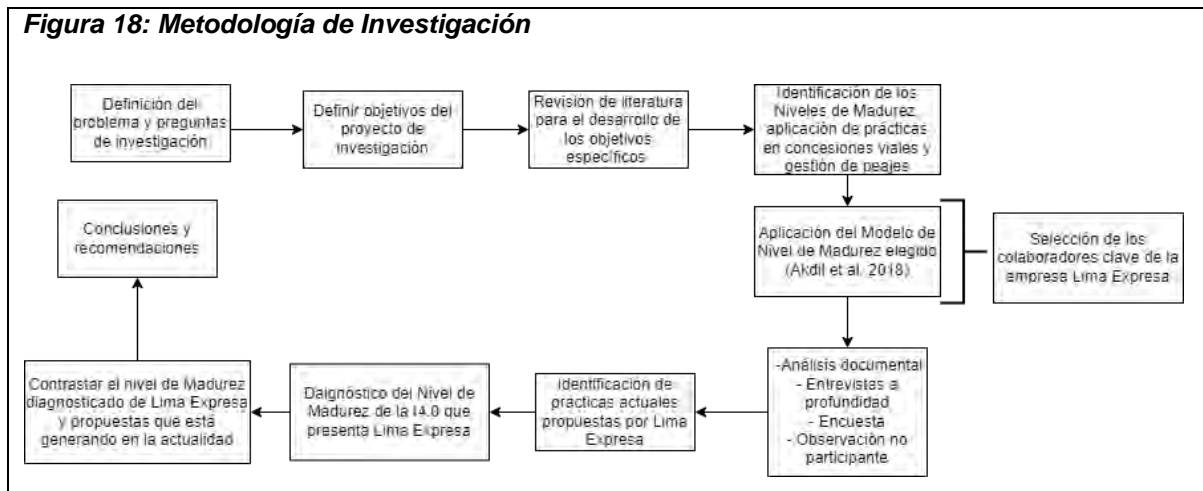 Figura 18: Metodología de Investigación
Definición del
problema y preguntas
de investigación
Definir objetivos del
proyecto de
investigación
Revisión de literatura
para el desarrollo de
los objetivos
específicos
Identificación de los
Niveles de Madurez
aplicación de prácticas
en concesiones viales y
gestión de peajes
Aplicación del Modelo de
Nivel de Madurez elegido
(Akdil et al. 2018)
Selección de los
colaboradores clave de la
empresa Lima Expresa
-Análisis documental
- Entrevistas a
profundidad
- Encuesta
- Observación no
participante
Identificación de
prácticas actuales
propuestas por Lima
Expresa
Daignóstico del Nivel de
Madurez de la I4.0 que
presenta Lima Expresa
Contrastar el nivel de Madurez
diagnosticado de Lima Expresa
y propuestas que está
generando en la actualidad
Conclusiones y
recomendaciones